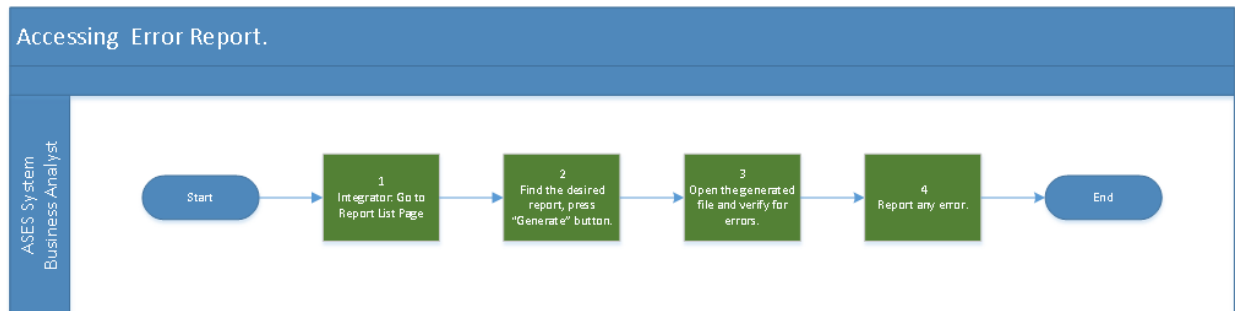 Accessing Error Report.
ASES System
Business Analyst
Start
1
Integrator: Go to
Report List Page
2
Find the desired
report, press
“Generate” button.
3
Open the generated
file and verify for
errors.
4
Report any error.
End